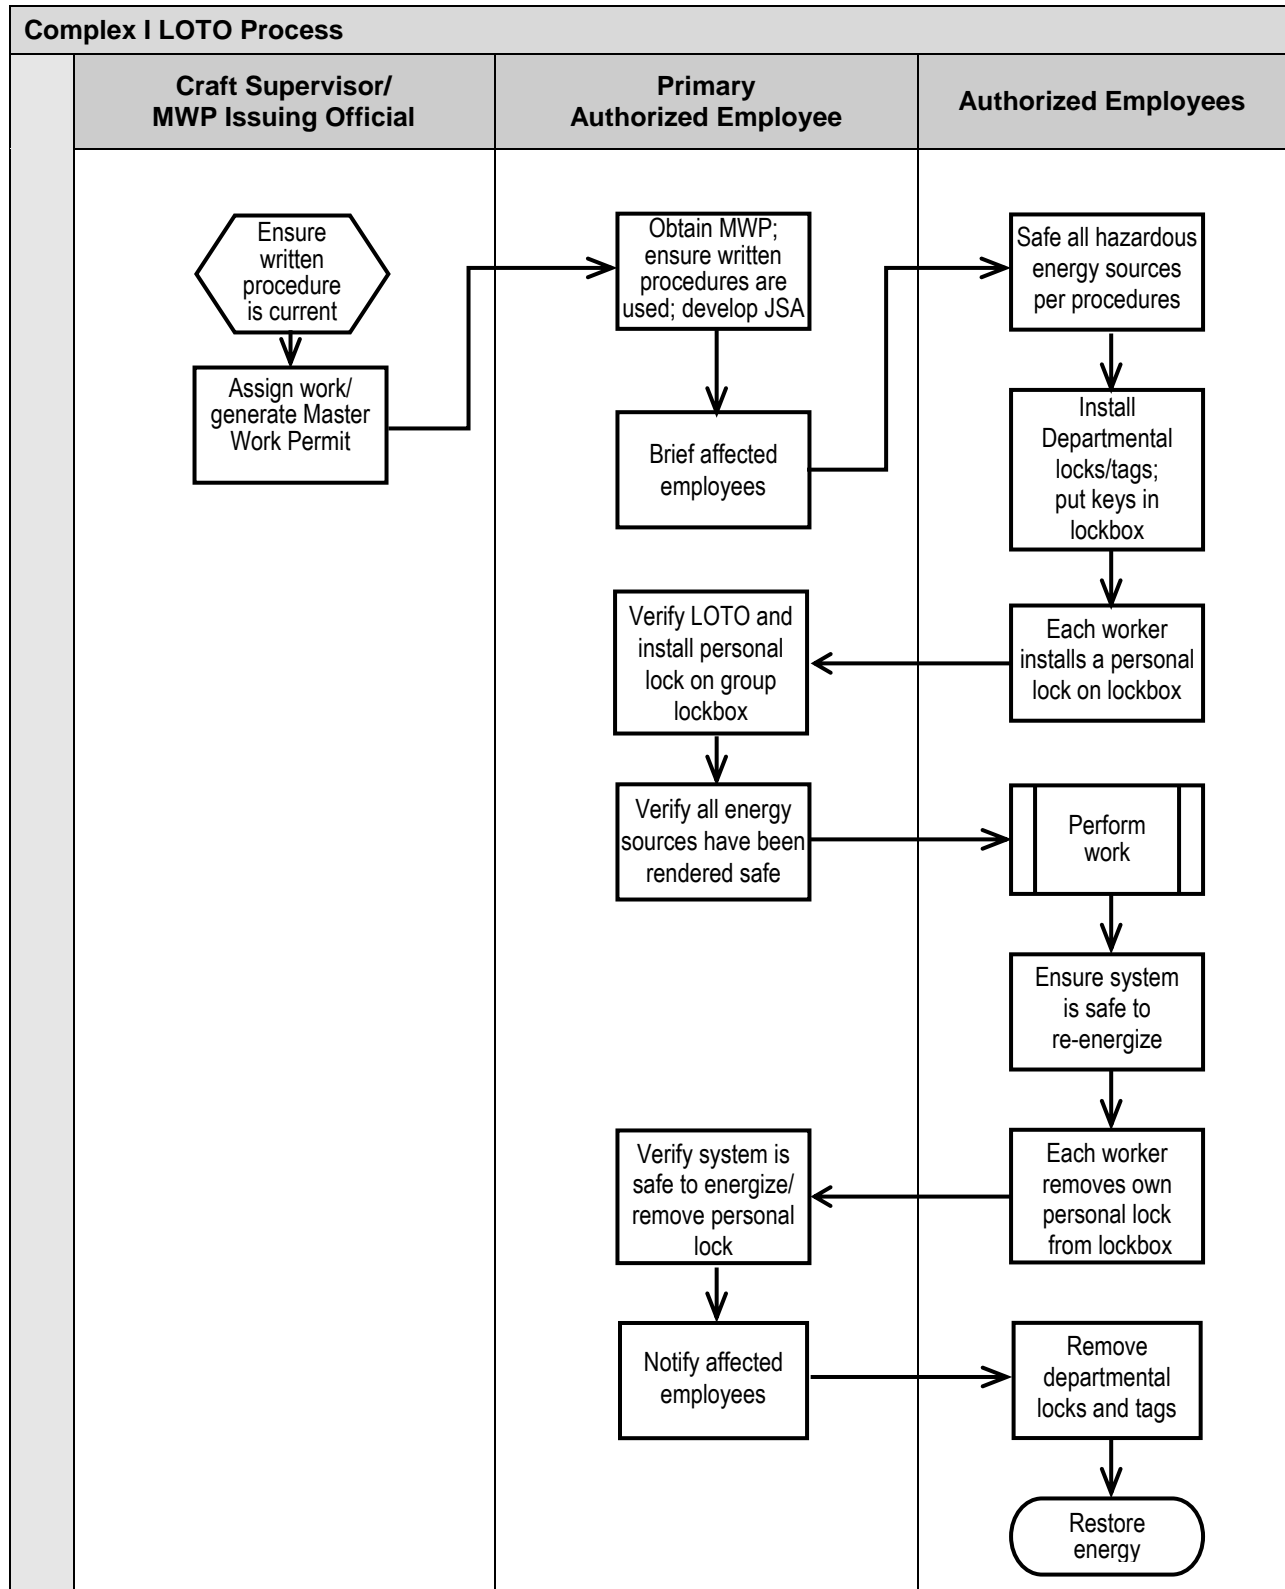 Complex I LOTO Process
Craft Supervisor/
MWP Issuing Official
Primary
Authorized Employee
Authorized Employees
Ensure
written
procedure
is current
Assign work/
generate Master
Work Permit
Obtain MWP;
ensure written
procedures are
used; develop JSA
Brief affected
employees
Safe all hazardous
energy sources
per procedures
Install
Departmental
locks/tags;
put keys in
lockbox
Each worker
installs a personal
lock on lockbox
Verify LOTO and
install personal
lock on group
lockbox
Verify all energy
sources have been
rendered safe
Perform
work
Ensure system
is safe to
re-energize
Each worker
removes own
personal lock
from lockbox
Verify system is
safe to energize/
remove personal
lock
Notify affected
employees
Remove
departmental
locks and tags
Restore
energy